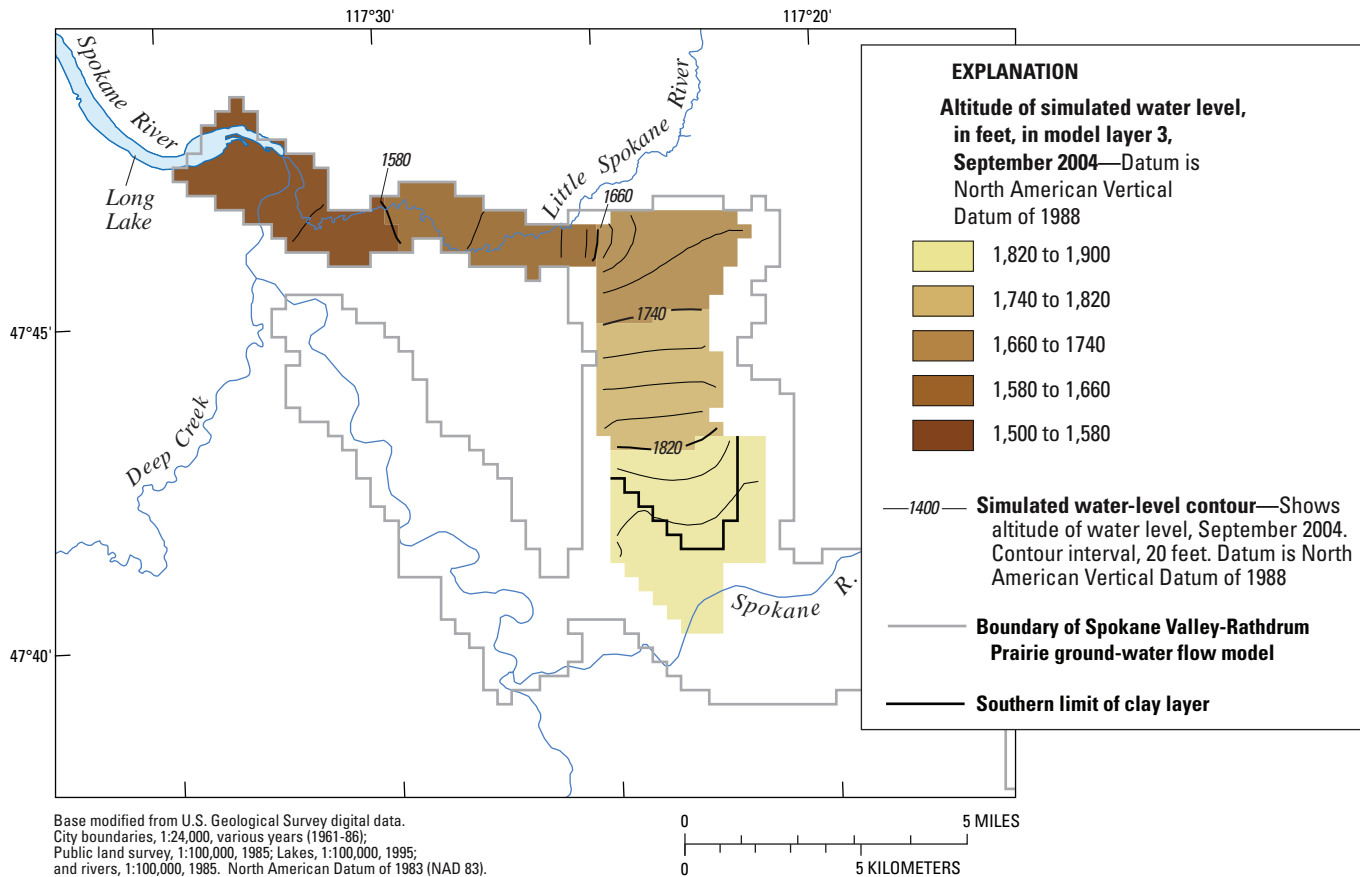 117°30'
117°20'
Spokane River
Long
Lake
1580
Little Spokane River
1660
47°45'
1740
Deep Creek
1820
Spokane R.
47°40'
EXPLANATION
Altitude of simulated water level,
in feet, in model layer 3,
September 2004—Datum is
North American Vertical
Datum of 1988
1,820 to 1,900
1,740 to 1,820
1,660 to 1740
1,580 to 1,660
1,500 to 1,580
1400 Simulated water-level contour—Shows
altitude of water level, September 2004.
Contour interval, 20 feet. Datum is North
American Vertical Datum of 1988
Boundary of Spokane Valley-Rathdrum
Prairie ground-water flow model
Southern limit of clay layer
Base modified from U.S. Geological Survey digital data.
City boundaries, 1:24,000, various years (1961-86);
Public land survey, 1:100,000, 1985; Lakes, 1:100,000, 1995;
and rivers, 1:100,000, 1985. North American Datum of 1983 (NAD 83).
0 5 MILES
0 5 KILOMETERS